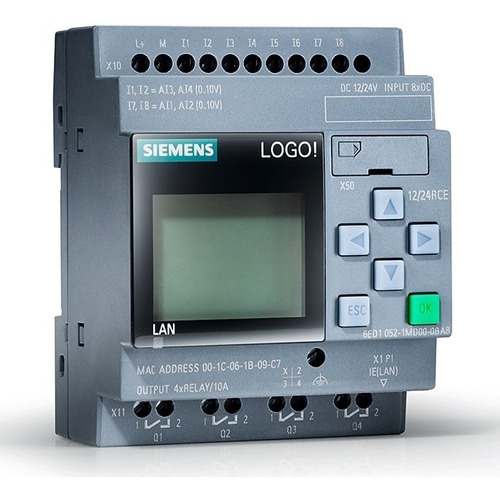 L+ M I1 I2 I3 I4 I5 I6 I7 I8
X10
I1, I2 = AI3, AI4 (0..10V)
I7, I8 = AI1, AI2 (0..10V)
DC 12/24V INPUT 8xDC
SIEMENS LOGO!
X50
12/24RCE
ESC OK
LAN
6ED1 052-1MD00-0BA8
MAC ADDRESS 00-1C-06-1B-09-C7
X 2
3 4
X1 P1
IE(LAN)
OUTPUT 4xRELAY/10A
X11
1 2 1 2 1 2 1 2
Q1 Q2 Q3 Q4